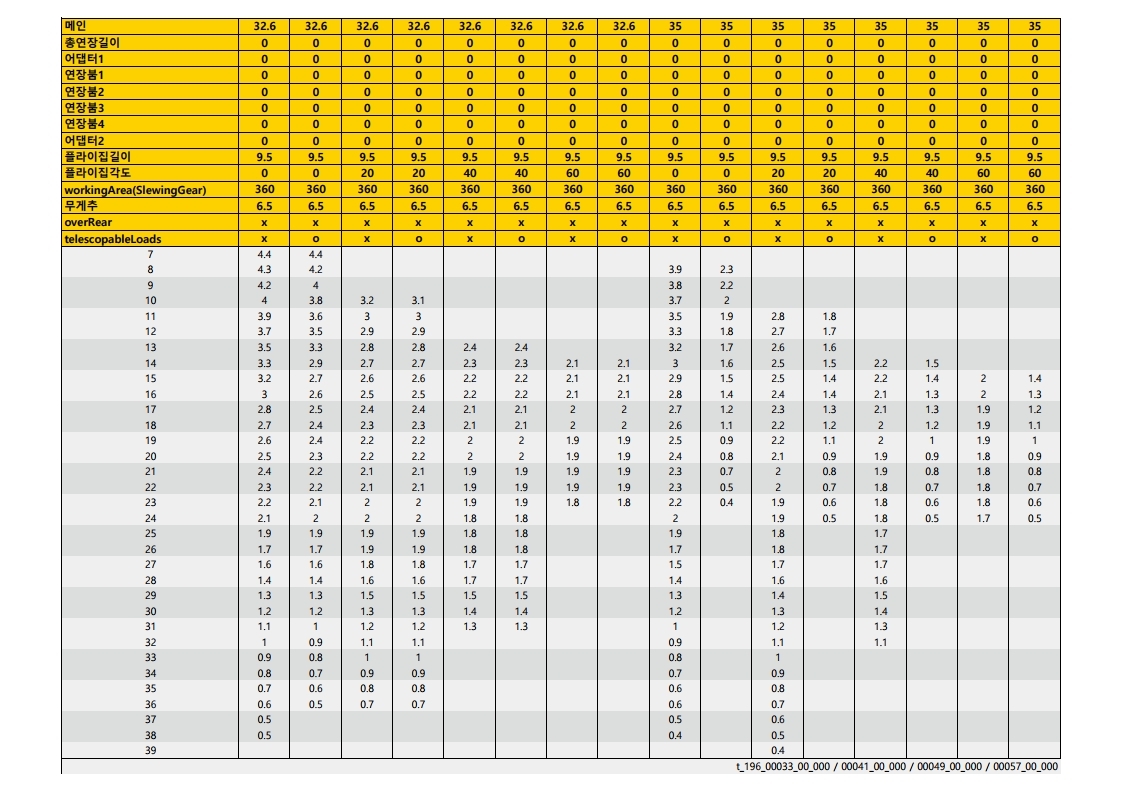 메인 32.6 32.6 32.6 32.6 32.6 32.6 32.6 32.6 35 35 35 35 35 35 35 35
총연장길이 0 0 0 0 0 0 0 0 0 0 0 0 0 0 0 0
어댑터1 0 0 0 0 0 0 0 0 0 0 0 0 0 0 0 0
연장붐1 0 0 0 0 0 0 0 0 0 0 0 0 0 0 0 0
연장붐2 0 0 0 0 0 0 0 0 0 0 0 0 0 0 0 0
연장붐3 0 0 0 0 0 0 0 0 0 0 0 0 0 0 0 0
연장붐4 0 0 0 0 0 0 0 0 0 0 0 0 0 0 0 0
어댑터2 0 0 0 0 0 0 0 0 0 0 0 0 0 0 0 0
플라이집길이 9.5 9.5 9.5 9.5 9.5 9.5 9.5 9.5 9.5 9.5 9.5 9.5 9.5 9.5 9.5 9.5
플라이집각도 0 0 20 20 40 40 60 60 0 0 20 20 40 40 60 60
workingArea(SlewingGear) 360 360 360 360 360 360 360 360 360 360 360 360 360 360 360 360
무게추 6.5 6.5 6.5 6.5 6.5 6.5 6.5 6.5 6.5 6.5 6.5 6.5 6.5 6.5 6.5 6.5
overRear x x x x x x x x x x x x x x x x
telescopableLoads x o x o x o x o x o x o x o x o
7 4.4 4.4
8 4.3 4.2 3.9 2.3
9 4.2 4 3.8 2.2
10 4 3.8 3.2 3.1 3.7 2
11 3.9 3.6 3 3 3.5 1.9 2.8 1.8
12 3.7 3.5 2.9 2.9 3.3 1.8 2.7 1.7
13 3.5 3.3 2.8 2.8 2.4 2.4 3.2 1.7 2.6 1.6
14 3.3 2.9 2.7 2.7 2.3 2.3 2.1 2.1 3 1.6 2.5 1.5 2.2 1.5
15 3.2 2.7 2.6 2.6 2.2 2.2 2.1 2.1 2.9 1.5 2.5 1.4 2.2 1.4 2 1.4
16 3 2.6 2.5 2.5 2.2 2.2 2.1 2.1 2.8 1.4 2.4 1.4 2.1 1.3 2 1.3
17 2.8 2.5 2.4 2.4 2.1 2.1 2 2 2.7 1.2 2.3 1.3 2.1 1.3 1.9 1.2
18 2.7 2.4 2.3 2.3 2.1 2.1 2 2 2.6 1.1 2.2 1.2 2 1.2 1.9 1.1
19 2.6 2.4 2.2 2.2 2 2 1.9 1.9 2.5 0.9 2.2 1.1 2 1 1.9 1
20 2.5 2.3 2.2 2.2 2 2 1.9 1.9 2.4 0.8 2.1 0.9 1.9 0.9 1.8 0.9
21 2.4 2.2 2.1 2.1 1.9 1.9 1.9 1.9 2.3 0.7 2 0.8 1.9 0.8 1.8 0.8
22 2.3 2.2 2.1 2.1 1.9 1.9 1.9 1.9 2.3 0.5 2 0.7 1.8 0.7 1.8 0.7
23 2.2 2.1 2 2 1.9 1.9 1.8 1.8 2.2 0.4 1.9 0.6 1.8 0.6 1.8 0.6
24 2.1 2 2 2 1.8 1.8 2 1.9 0.5 1.8 0.5 1.7 0.5
25 1.9 1.9 1.9 1.9 1.8 1.8 1.9 1.8 1.7
26 1.7 1.7 1.9 1.9 1.8 1.8 1.7 1.8 1.7
27 1.6 1.6 1.8 1.8 1.7 1.7 1.5 1.7 1.7
28 1.4 1.4 1.6 1.6 1.7 1.7 1.4 1.6 1.6
29 1.3 1.3 1.5 1.5 1.5 1.5 1.3 1.4 1.5
30 1.2 1.2 1.3 1.3 1.4 1.4 1.2 1.3 1.4
31 1.1 1 1.2 1.2 1.3 1.3 1 1.2 1.3
32 1 0.9 1.1 1.1 0.9 1.1 1.1
33 0.9 0.8 1 1 0.8 1
34 0.8 0.7 0.9 0.9 0.7 0.9
35 0.7 0.6 0.8 0.8 0.6 0.8
36 0.6 0.5 0.7 0.7 0.6 0.7
37 0.5 0.5 0.6
38 0.5 0.4 0.5
39 0.4
t_196_00033_00_000 / 00041_00_000 / 00049_00_000 / 00057_00_000